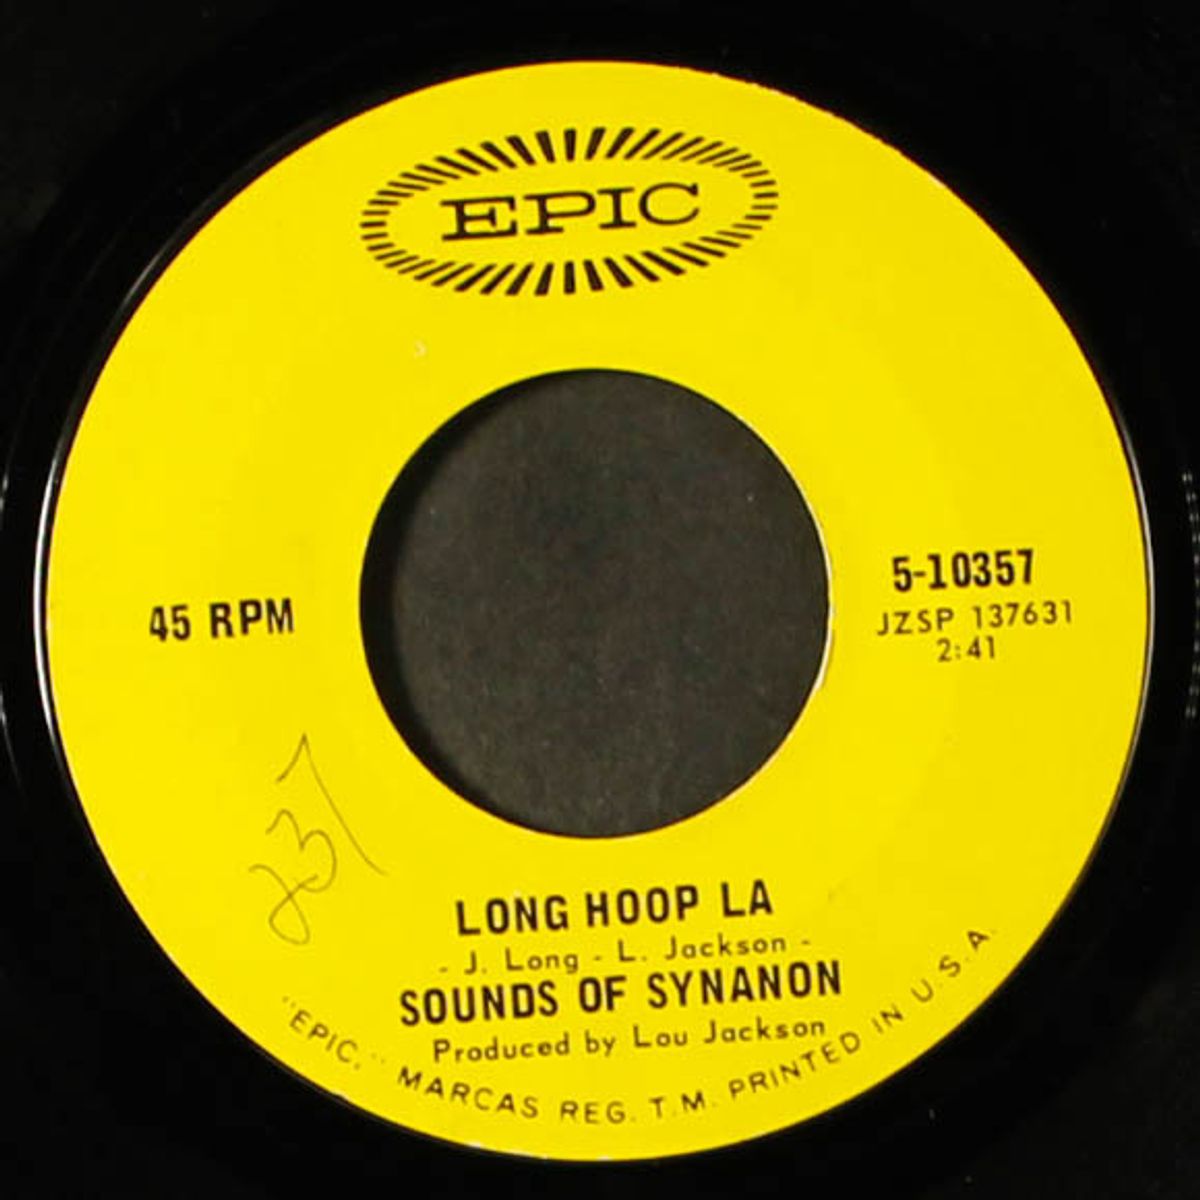 EPIC
45 RPM
5-10357
JZSP 137631
2:41
237
LONG HOOP LA
- J. Long - L. Jackson -
SOUNDS OF SYNANON
Produced by Lou Jackson
"EPIC," MARCAS REG. T.M. PRINTED IN U.S.A.